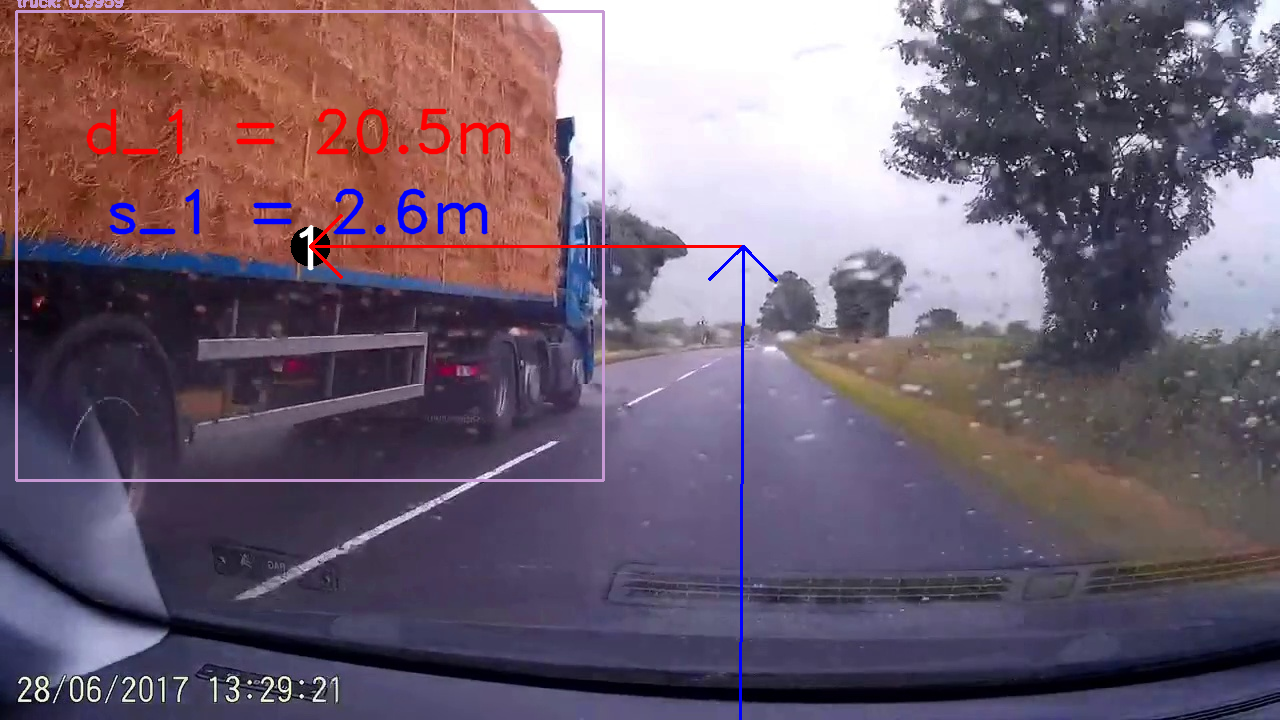 truck: 0.9959
d_1 = 20.5m
s_1 = 2.6m
1
28/06/2017 13:29:21